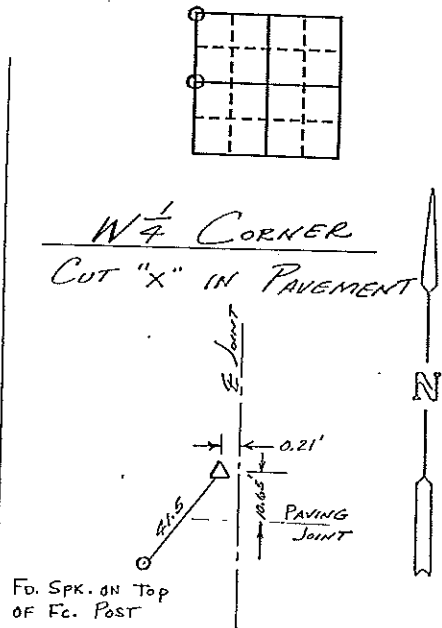 W 1/4 CORNER
CUT "X" IN PAVEMENT
℄ JOINT
N
0.21'
10.65'
41.5
PAVING
JOINT
FD. SPK. ON TOP
OF FC. POST